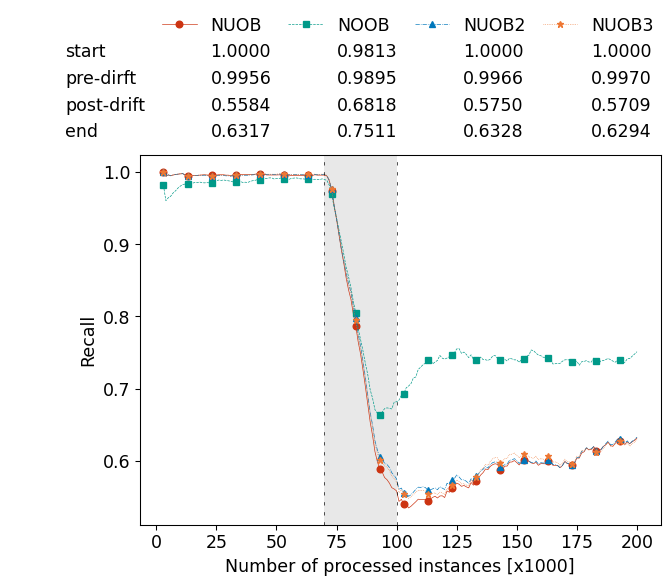 NUOB NOOB NUOB2 NUOB3
start 1.0000 0.9813 1.0000 1.0000
pre-dirft 0.9956 0.9895 0.9966 0.9970
post-drift 0.5584 0.6818 0.5750 0.5709
end 0.6317 0.7511 0.6328 0.6294
1.0
0.9
0.8
0.7
0.6
Recall
0 25 50 75 100 125 150 175 200
Number of processed instances [x1000]